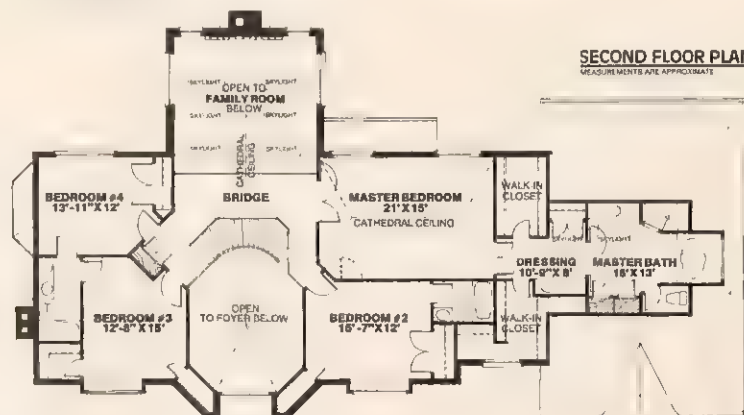 SECOND FLOOR PLAN
MEASUREMENTS ARE APPROXIMATE
SKYLIGHT SKYLIGHT
OPEN TO
FAMILY ROOM
BELOW
SKYLIGHT SKYLIGHT
SKYLIGHT SKYLIGHT
CATHEDRAL
CEILING
BEDROOM #4
13'-11" X 12'
BRIDGE
MASTER BEDROOM
21' X 15'
CATHEDRAL CEILING
WALK-IN
CLOSET
SKYLIGHT
SKYLIGHT
DRESSING
10'-9" X 8'
MASTER BATH
16' X 13'
BEDROOM #3
12'-8" X 15'
OPEN
TO FOYER BELOW
BEDROOM #2
15'-7" X 12'
WALK-IN
CLOSET